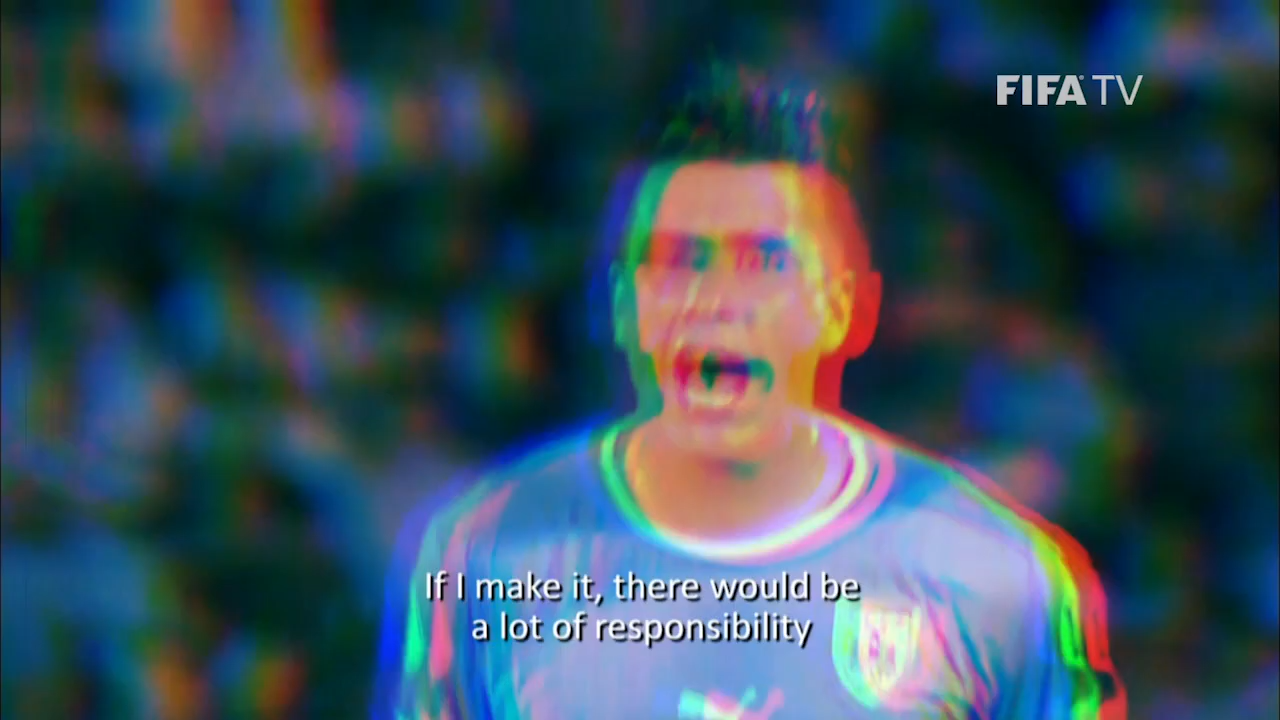 FIFA TV
If I make it, there would be
a lot of responsibility